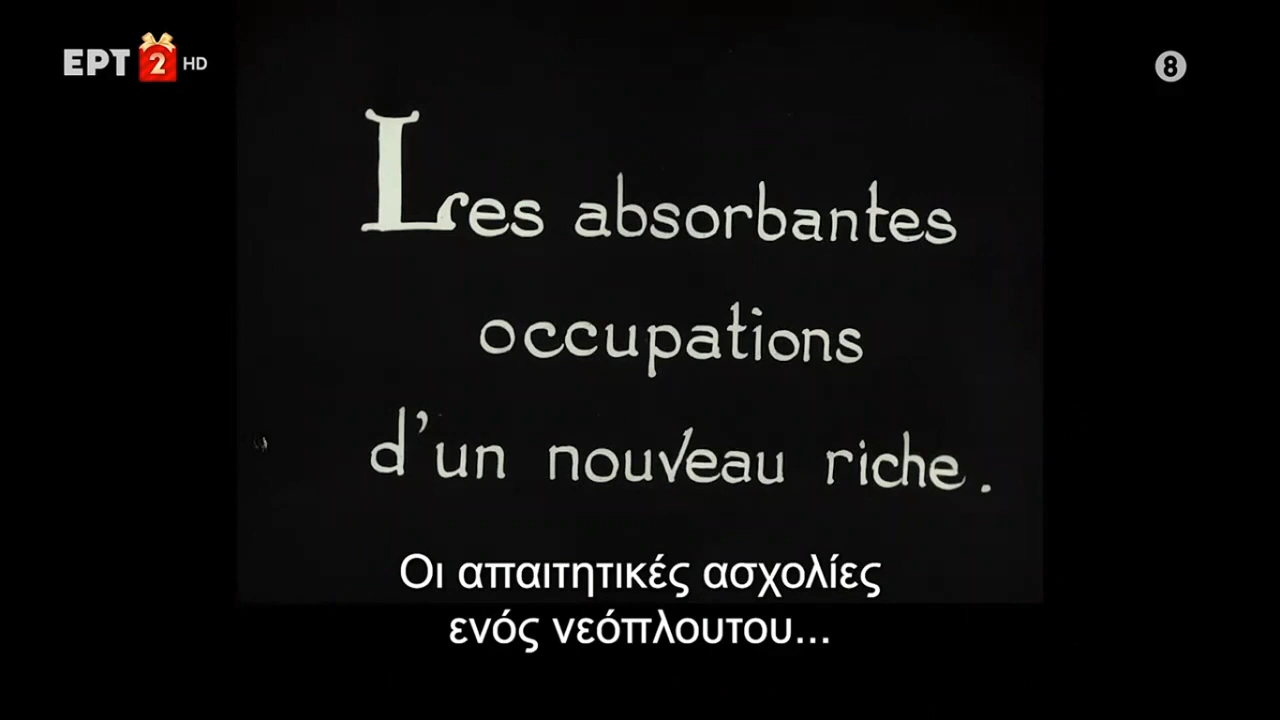 ΕΡΤ 2 HD
8
Les absorbantes
occupations
d'un nouveau riche.
Οι απαιτητικές ασχολίες
ενός νεόπλουτου...